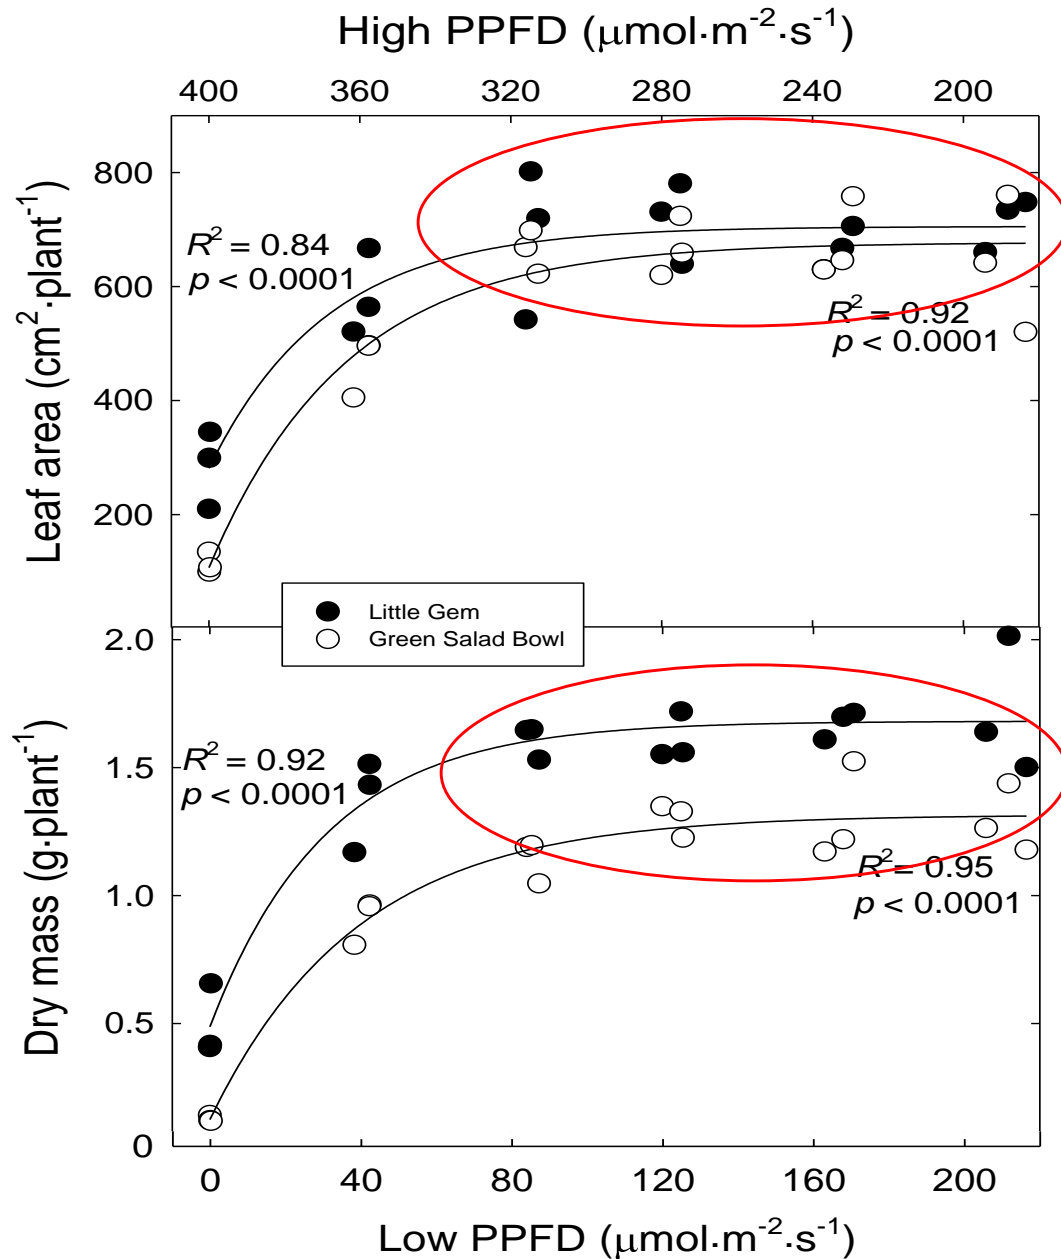 High PPFD (μmol·m⁻²·s⁻¹)
400 360 320 280 240 200
Leaf area (cm²·plant⁻¹)
800
600
400
200
R² = 0.84
p < 0.0001
R² = 0.92
p < 0.0001
Little Gem
Green Salad Bowl
Dry mass (g·plant⁻¹)
2.0
1.5
1.0
0.5
0
R² = 0.92
p < 0.0001
R² = 0.95
p < 0.0001
0 40 80 120 160 200
Low PPFD (μmol·m⁻²·s⁻¹)